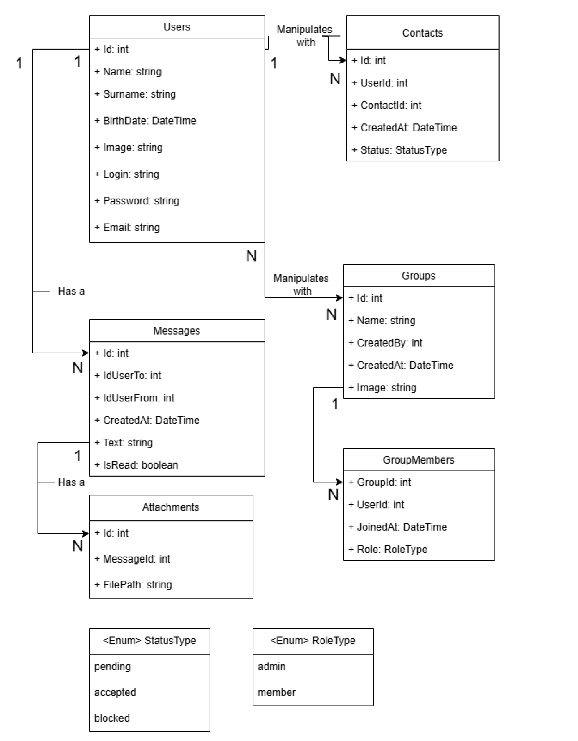 Users
+ Id: int
+ Name: string
+ Surname: string
+ BirthDate: DateTime
+ Image: string
+ Login: string
+ Password: string
+ Email: string
1
1
1
N
Manipulates
with
N
Contacts
+ Id: int
+ UserId: int
+ ContactId: int
+ CreatedAt: DateTime
+ Status: StatusType
Manipulates
with
N
Groups
+ Id: int
+ Name: string
+ CreatedBy: int
+ CreatedAt: DateTime
+ Image: string
1
Has a
N
Messages
+ Id: int
+ IdUserTo: int
+ IdUserFrom: int
+ CreatedAt: DateTime
+ Text: string
+ IsRead: boolean
1
Has a
N
GroupMembers
+ GroupId: int
+ UserId: int
+ JoinedAt: DateTime
+ Role: RoleType
N
Attachments
+ Id: int
+ MessageId: int
+ FilePath: string
<Enum> StatusType
pending
accepted
blocked
<Enum> RoleType
admin
member